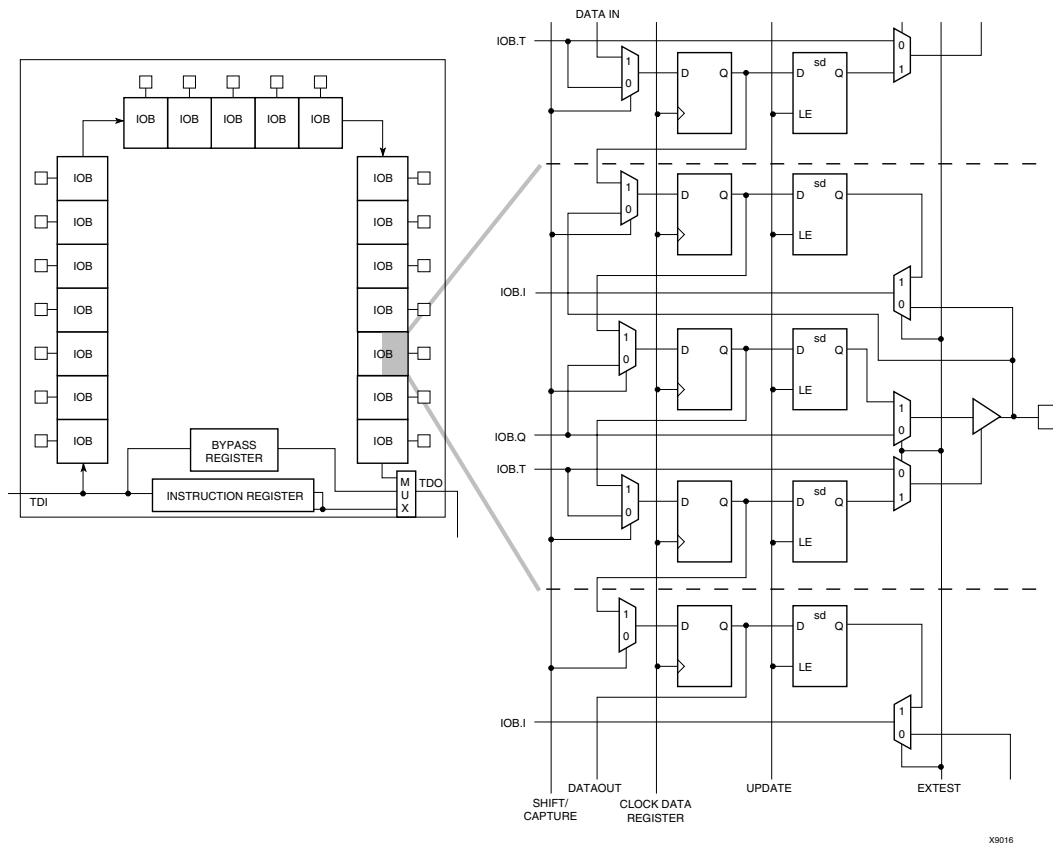 IOB IOB IOB IOB IOB
IOB IOB
IOB IOB
IOB IOB
IOB IOB
IOB IOB
IOB IOB
IOB IOB
BYPASS
REGISTER
INSTRUCTION REGISTER
M
U
X
TDO
TDI
DATA IN
IOB.T
1
0
D Q
sd
D Q
LE
0
1
1
0
D Q
sd
D Q
LE
IOB.I
1
0
1
0
D Q
sd
D Q
LE
1
0
IOB.Q
IOB.T
0
1
1
0
D Q
sd
D Q
LE
1
0
D Q
sd
D Q
LE
IOB.I
1
0
SHIFT/
CAPTURE
DATAOUT
CLOCK DATA
REGISTER
UPDATE
EXTEST
X9016